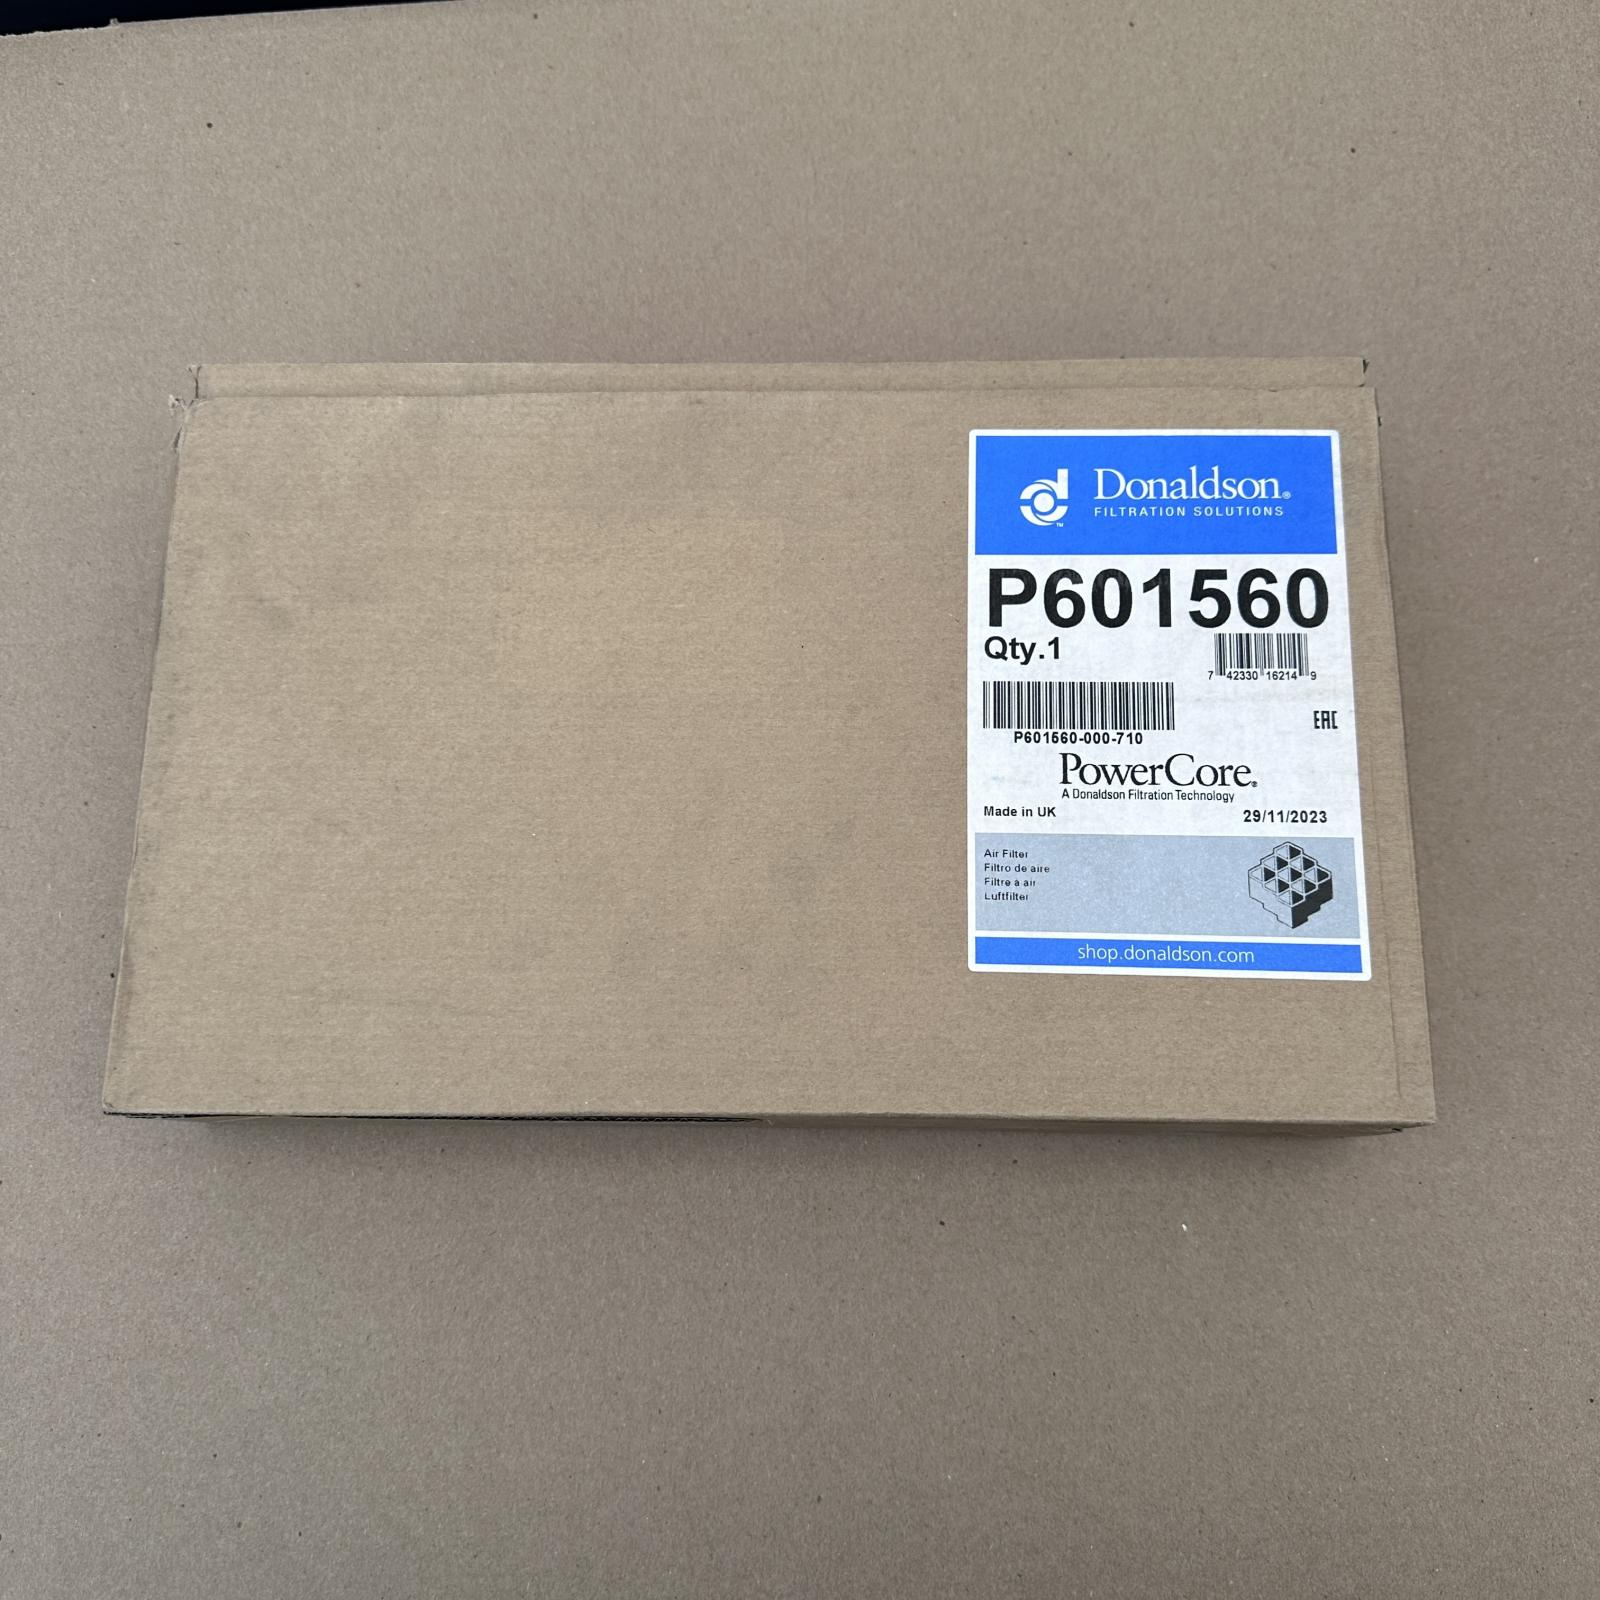 Donaldson®
FILTRATION SOLUTIONS
™
P601560
Qty.1
7 42330 16214 9
P601560-000-710
EAC
PowerCore®
A Donaldson Filtration Technology
Made in UK
29/11/2023
Air Filter
Filtro de aire
Filtre à air
Luftfilter
shop.donaldson.com